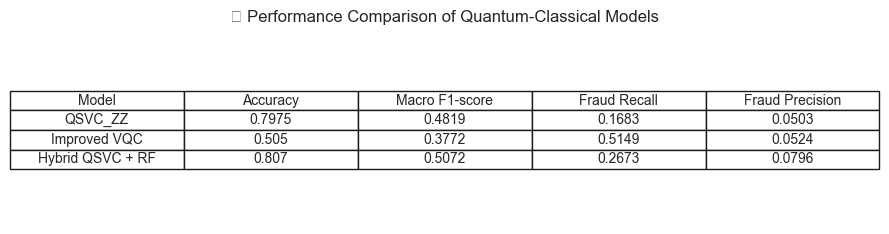 Performance Comparison of Quantum-Classical Models
Model Accuracy Macro F1-score Fraud Recall Fraud Precision
QSVC_ZZ 0.7975 0.4819 0.1683 0.0503
Improved VQC 0.505 0.3772 0.5149 0.0524
Hybrid QSVC + RF 0.807 0.5072 0.2673 0.0796